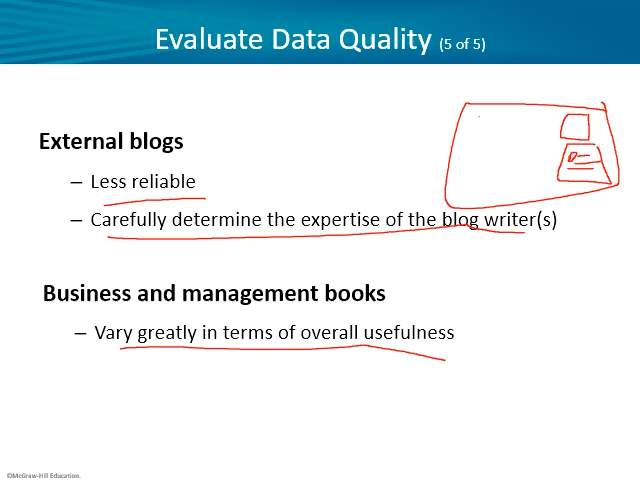 Evaluate Data Quality (5 of 5)
External blogs
– Less reliable
– Carefully determine the expertise of the blog writer(s)
Business and management books
– Vary greatly in terms of overall usefulness
©McGraw-Hill Education.